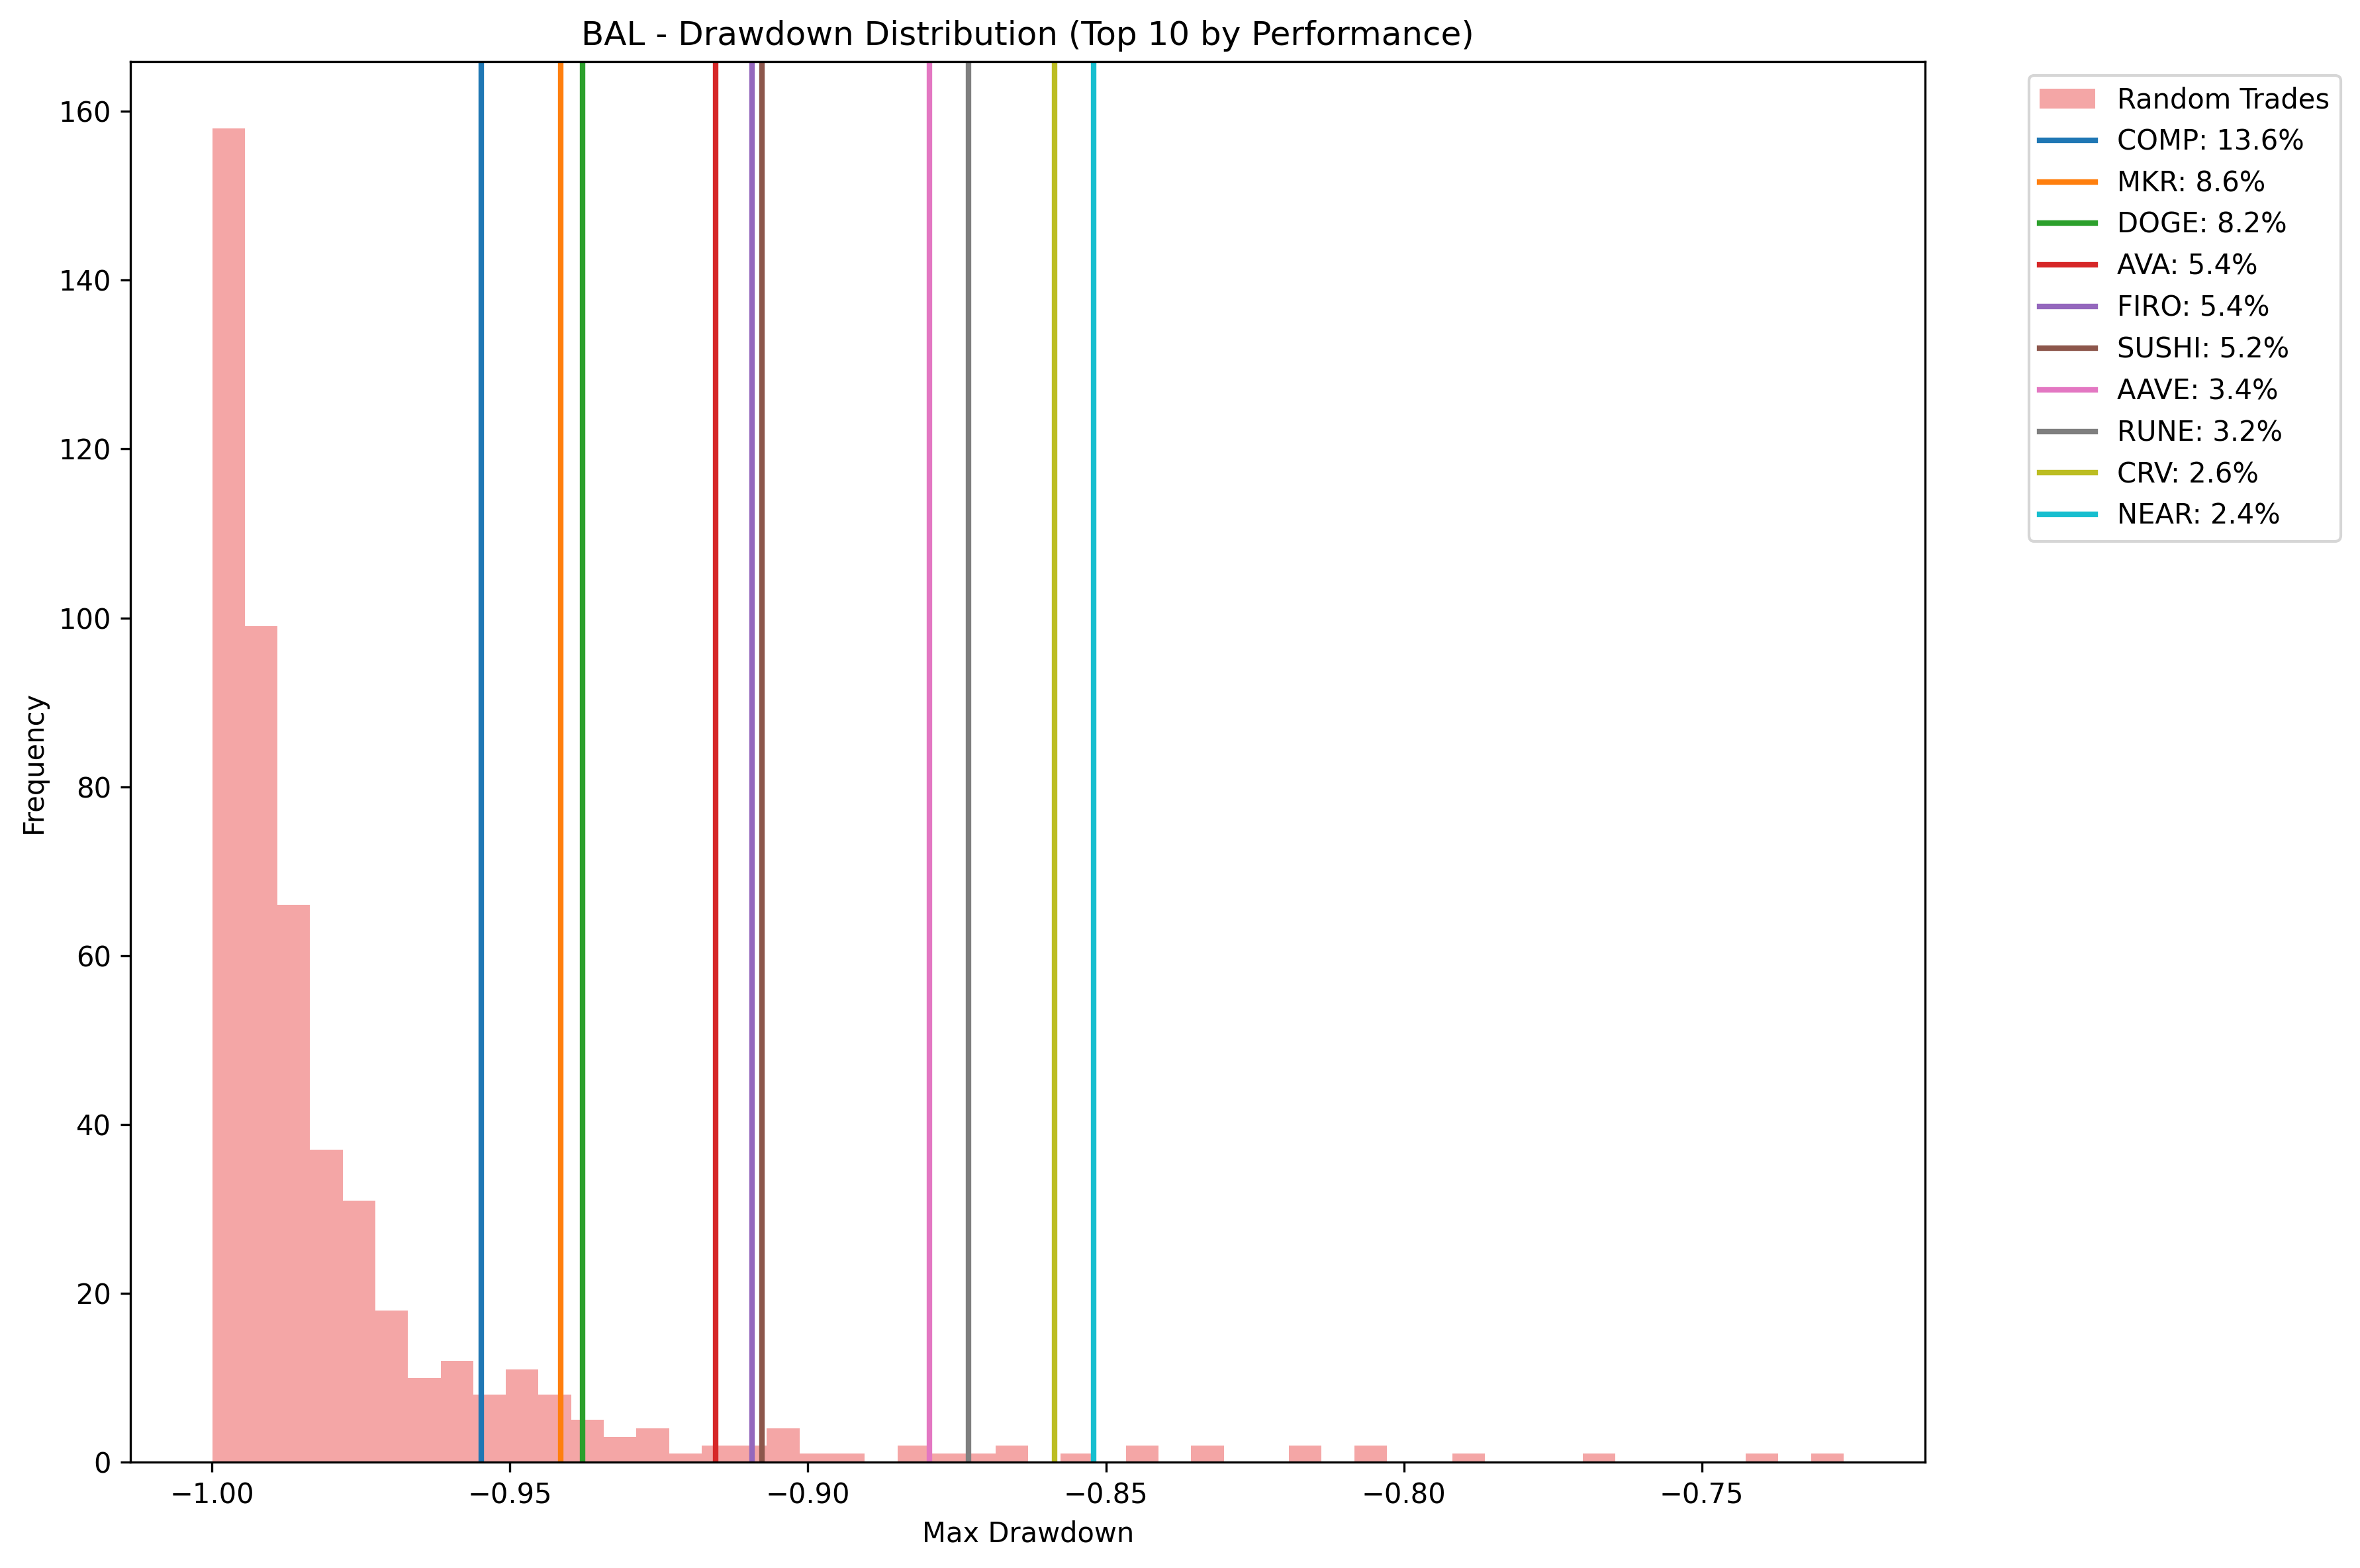 BAL - Drawdown Distribution (Top 10 by Performance)
Random Trades
COMP: 13.6%
MKR: 8.6%
DOGE: 8.2%
AVA: 5.4%
FIRO: 5.4%
SUSHI: 5.2%
AAVE: 3.4%
RUNE: 3.2%
CRV: 2.6%
NEAR: 2.4%
Frequency
160
140
120
100
80
60
40
20
0
−1.00
−0.95
−0.90
−0.85
−0.80
−0.75
Max Drawdown